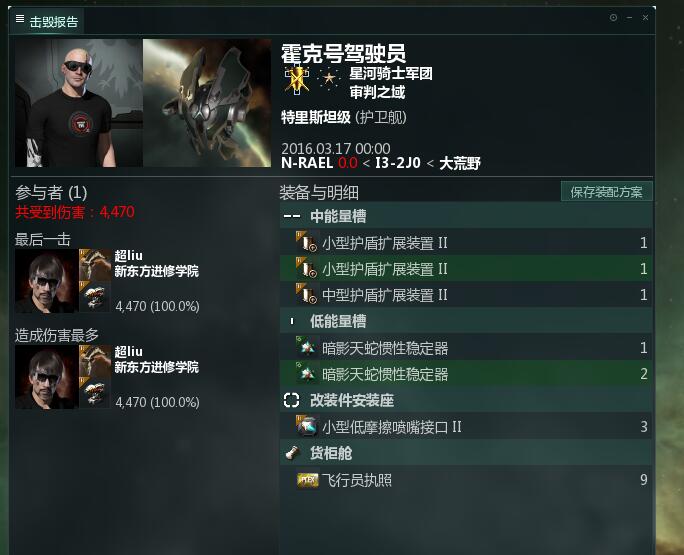 击毁报告
霍克号驾驶员
星河骑士军团
审判之域
特里斯坦级 (护卫舰)
2016.03.17 00:00
N-RAEL 0.0 < I3-2J0 < 大荒野
参与者 (1)
共受到伤害：4,470
最后一击
超liu
新东方进修学院
4,470 (100.0%)
造成伤害最多
超liu
新东方进修学院
4,470 (100.0%)
装备与明细
保存装配方案
中能量槽
小型护盾扩展装置 II 1
小型护盾扩展装置 II 1
中型护盾扩展装置 II 1
低能量槽
暗影天蛇惯性稳定器 1
暗影天蛇惯性稳定器 2
改装件安装座
小型低摩擦喷嘴接口 II 3
货柜舱
PLEX 飞行员执照 9